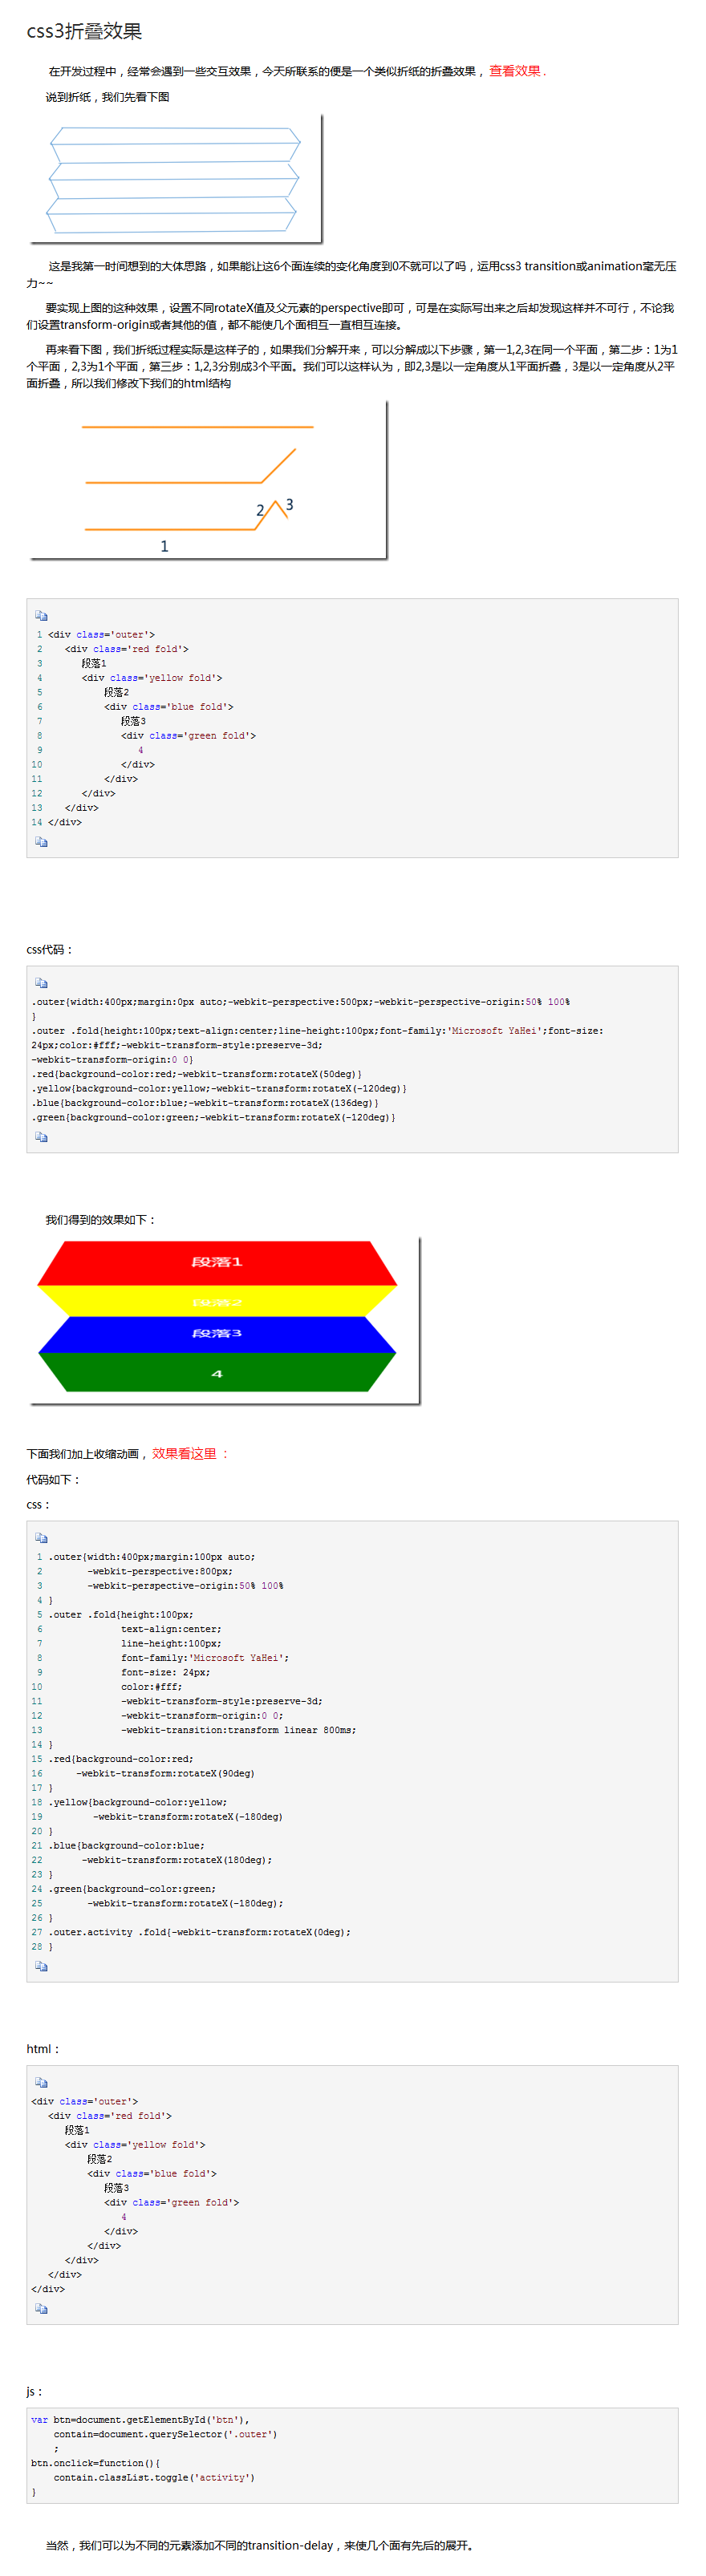 css3折叠效果
在开发过程中，经常会遇到一些交互效果，今天所联系的便是一个类似折纸的折叠效果， 查看效果 .
说到折纸，我们先看下图
这是我第一时间想到的大体思路，如果能让这6个面连续的变化角度到0不就可以了吗，运用css3 transition或animation毫无压
力~~
要实现上图的这种效果，设置不同rotateX值及父元素的perspective即可，可是在实际写出来之后却发现这样并不可行，不论我
们设置transform-origin或者其他的值，都不能使几个面相互一直相互连接。
再来看下图，我们折纸过程实际是这样子的，如果我们分解开来，可以分解成以下步骤，第一1,2,3在同一个平面，第二步：1为1
个平面，2,3为1个平面，第三步：1,2,3分别成3个平面。我们可以这样认为，即2,3是以一定角度从1平面折叠，3是以一定角度从2平
面折叠，所以我们修改下我们的html结构
2 3
1
1 <div class='outer'>
2 <div class='red fold'>
3 段落1
4 <div class='yellow fold'>
5 段落2
6 <div class='blue fold'>
7 段落3
8 <div class='green fold'>
9 4
10 </div>
11 </div>
12 </div>
13 </div>
14 </div>
css代码：
.outer{width:400px;margin:0px auto;-webkit-perspective:500px;-webkit-perspective-origin:50% 100%
}
.outer .fold{height:100px;text-align:center;line-height:100px;font-family:'Microsoft YaHei';font-size:
24px;color:#fff;-webkit-transform-style:preserve-3d;
-webkit-transform-origin:0 0}
.red{background-color:red;-webkit-transform:rotateX(50deg)}
.yellow{background-color:yellow;-webkit-transform:rotateX(-120deg)}
.blue{background-color:blue;-webkit-transform:rotateX(136deg)}
.green{background-color:green;-webkit-transform:rotateX(-120deg)}
我们得到的效果如下：
段落1
段落2
段落3
4
下面我们加上收缩动画， 效果看这里 ：
代码如下：
css：
1 .outer{width:400px;margin:100px auto;
2 -webkit-perspective:800px;
3 -webkit-perspective-origin:50% 100%
4 }
5 .outer .fold{height:100px;
6 text-align:center;
7 line-height:100px;
8 font-family:'Microsoft YaHei';
9 font-size: 24px;
10 color:#fff;
11 -webkit-transform-style:preserve-3d;
12 -webkit-transform-origin:0 0;
13 -webkit-transition:transform linear 800ms;
14 }
15 .red{background-color:red;
16 -webkit-transform:rotateX(90deg)
17 }
18 .yellow{background-color:yellow;
19 -webkit-transform:rotateX(-180deg)
20 }
21 .blue{background-color:blue;
22 -webkit-transform:rotateX(180deg);
23 }
24 .green{background-color:green;
25 -webkit-transform:rotateX(-180deg);
26 }
27 .outer.activity .fold{-webkit-transform:rotateX(0deg);
28 }
html：
<div class='outer'>
<div class='red fold'>
段落1
<div class='yellow fold'>
段落2
<div class='blue fold'>
段落3
<div class='green fold'>
4
</div>
</div>
</div>
</div>
</div>
js：
var btn=document.getElementById('btn'),
contain=document.querySelector('.outer')
;
btn.onclick=function(){
contain.classList.toggle('activity')
}
当然，我们可以为不同的元素添加不同的transition-delay，来使几个面有先后的展开。